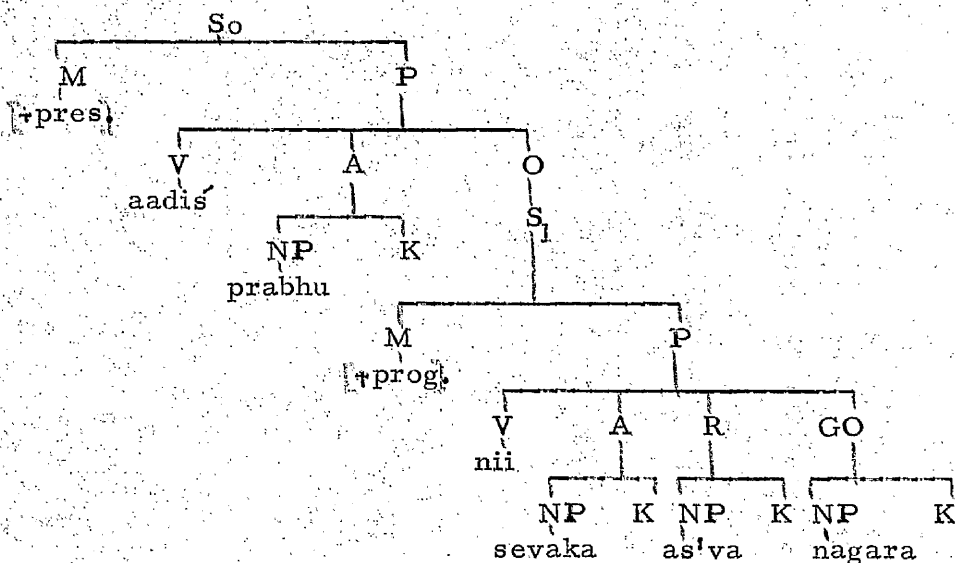 So
M P
[+pres]
V A O
aadis´ S1
NP K
prabhu
M P
[+prog]
V A R GO
nii
NP K NP K NP K
sevaka as'va nagara